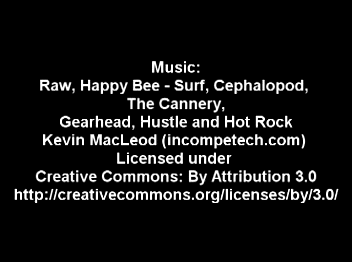 Music:
Raw, Happy Bee - Surf, Cephalopod,
The Cannery,
Gearhead, Hustle and Hot Rock
Kevin MacLeod (incompetech.com)
Licensed under
Creative Commons: By Attribution 3.0
http://creativecommons.org/licenses/by/3.0/